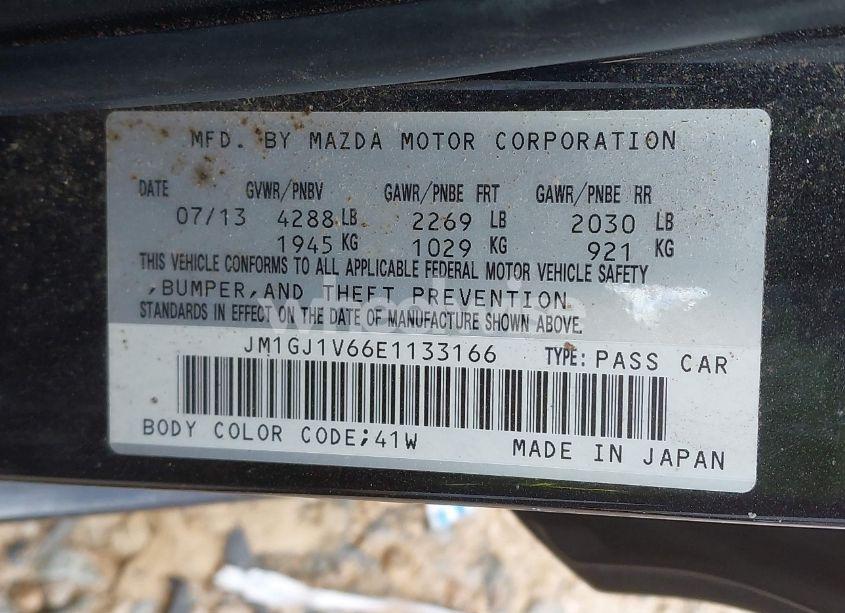 MFD. BY MAZDA MOTOR CORPORATION
DATE GVWR/PNBV GAWR/PNBE FRT GAWR/PNBE RR
07/13 4288 LB 2269 LB 2030 LB
1945 KG 1029 KG 921 KG
THIS VEHICLE CONFORMS TO ALL APPLICABLE FEDERAL MOTOR VEHICLE SAFETY
,BUMPER,AND THEFT PREVENTION
STANDARDS IN EFFECT ON THE DATE OF MANUFACTURE SHOWN ABOVE.
JM1GJ1V66E1133166 TYPE: PASS CAR
BODY COLOR CODE;41W MADE IN JAPAN